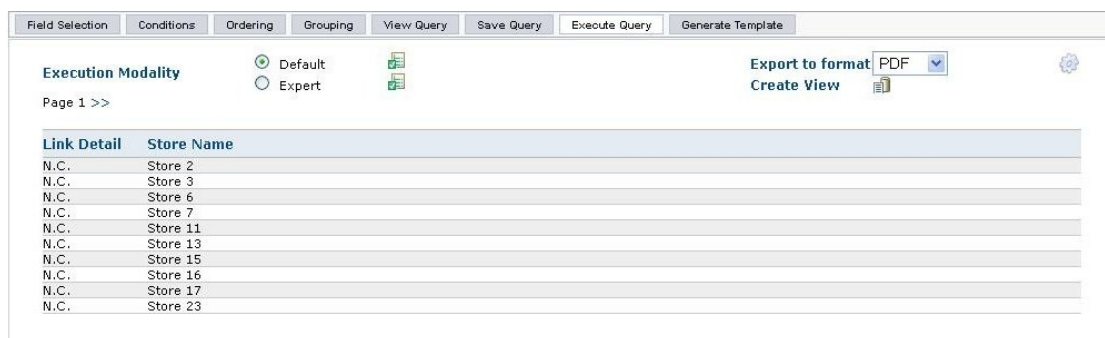 Field Selection Conditions Ordering Grouping View Query Save Query Execute Query Generate Template
Execution Modality
Default
Expert
Export to format PDF
Create View
Page 1 >>
Link Detail Store Name
N.C. Store 2
N.C. Store 3
N.C. Store 6
N.C. Store 7
N.C. Store 11
N.C. Store 13
N.C. Store 15
N.C. Store 16
N.C. Store 17
N.C. Store 23